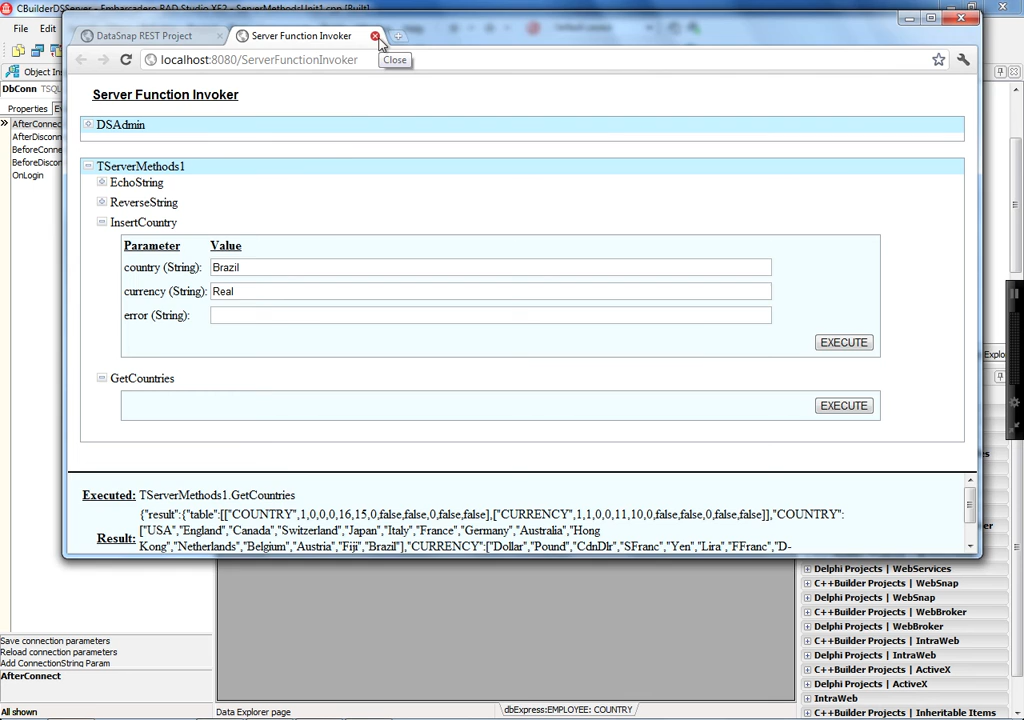 CBuilderDSServer - Embarcadero RAD Studio XE2 - ServerMethodsUnit1.cpp [Built]
File Edit
DataSnap REST Project
Server Function Invoker
Close
localhost:8080/ServerFunctionInvoker
Object Ins
DbConn TSQL
Properties
AfterConnec
AfterDisconn
BeforeConne
BeforeDiscon
OnLogin
Server Function Invoker
DSAdmin
TServerMethods1
EchoString
ReverseString
InsertCountry
Parameter Value
country (String): Brazil
currency (String): Real
error (String):
EXECUTE
GetCountries
EXECUTE
Executed: TServerMethods1.GetCountries
Result: {"result":{"table":[["COUNTRY",1,0,0,0,16,15,0,false,false,0,false,false],["CURRENCY",1,1,0,0,11,10,0,false,false,0,false,false]],"COUNTRY":
["USA","England","Canada","Switzerland","Japan","Italy","France","Germany","Australia","Hong
Kong","Netherlands","Belgium","Austria","Fiji","Brazil"],"CURRENCY":["Dollar","Pound","CdnDlr","SFranc","Yen","Lira","FFranc","D-
Explo
Delphi Projects | WebServices
C++Builder Projects | WebSnap
Delphi Projects | WebSnap
C++Builder Projects | WebBroker
Delphi Projects | WebBroker
C++Builder Projects | IntraWeb
Delphi Projects | IntraWeb
C++Builder Projects | ActiveX
Delphi Projects | ActiveX
IntraWeb
C++Builder Projects | Inheritable Items
Save connection parameters
Reload connection parameters
Add ConnectionString Param
AfterConnect
All shown
Data Explorer page
dbExpress:EMPLOYEE: COUNTRY